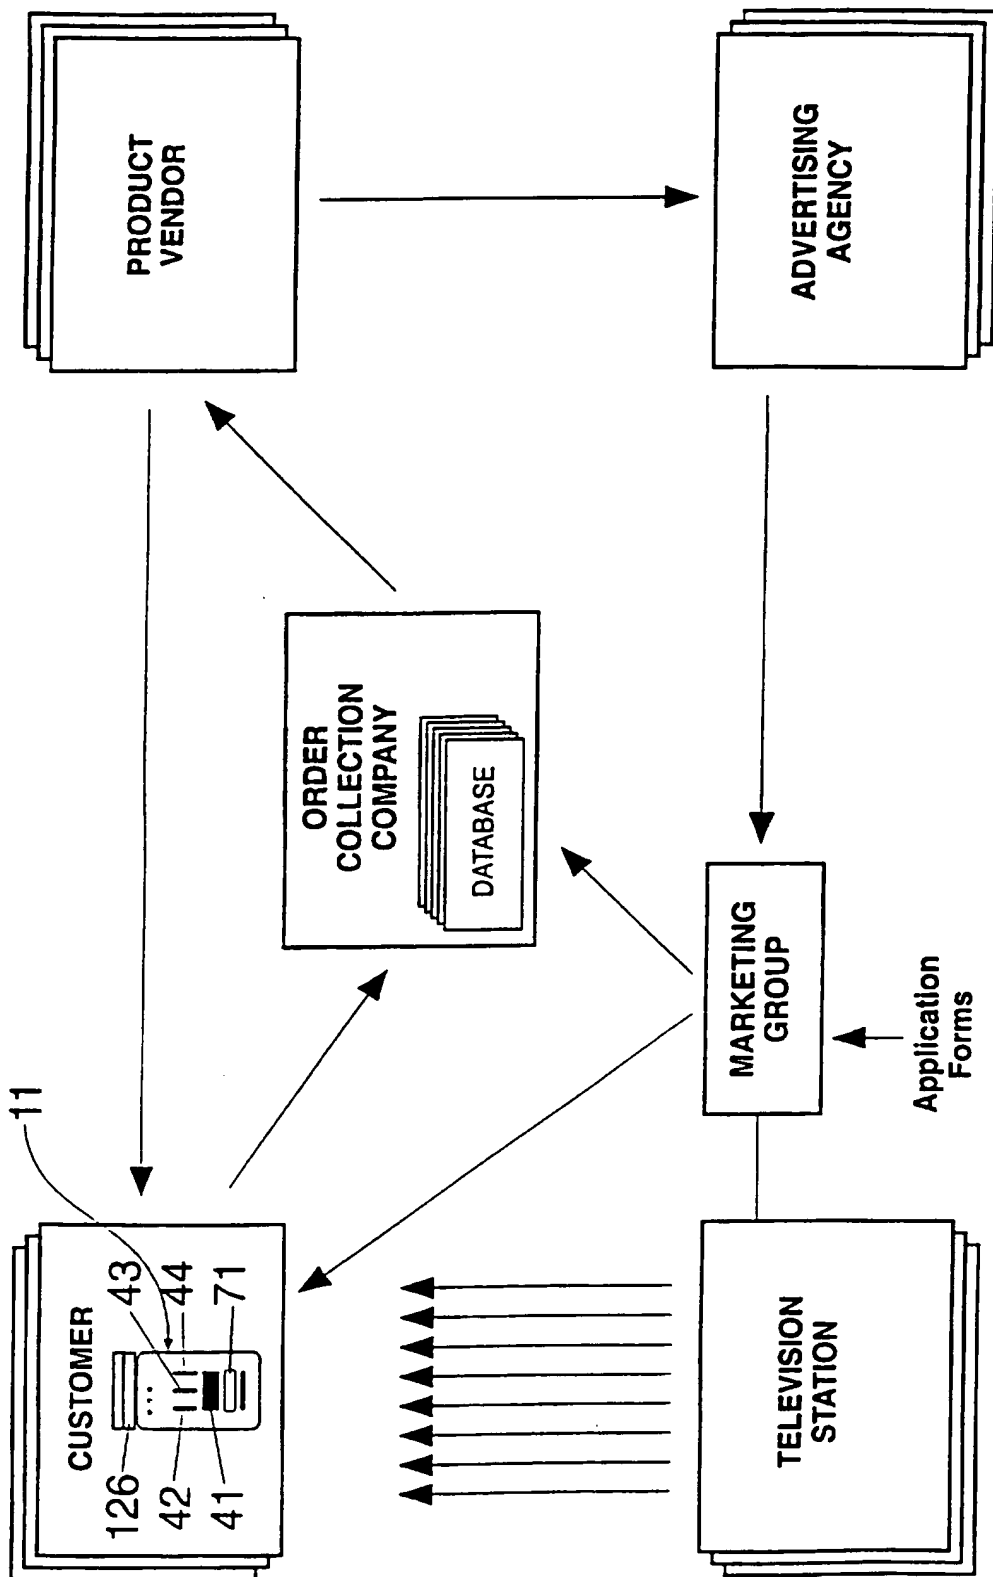 11
CUSTOMER
126
43
42
44
41
71
PRODUCT
VENDOR
ORDER
COLLECTION
COMPANY
DATABASE
TELEVISION
STATION
MARKETING
GROUP
Application
Forms
ADVERTISING
AGENCY